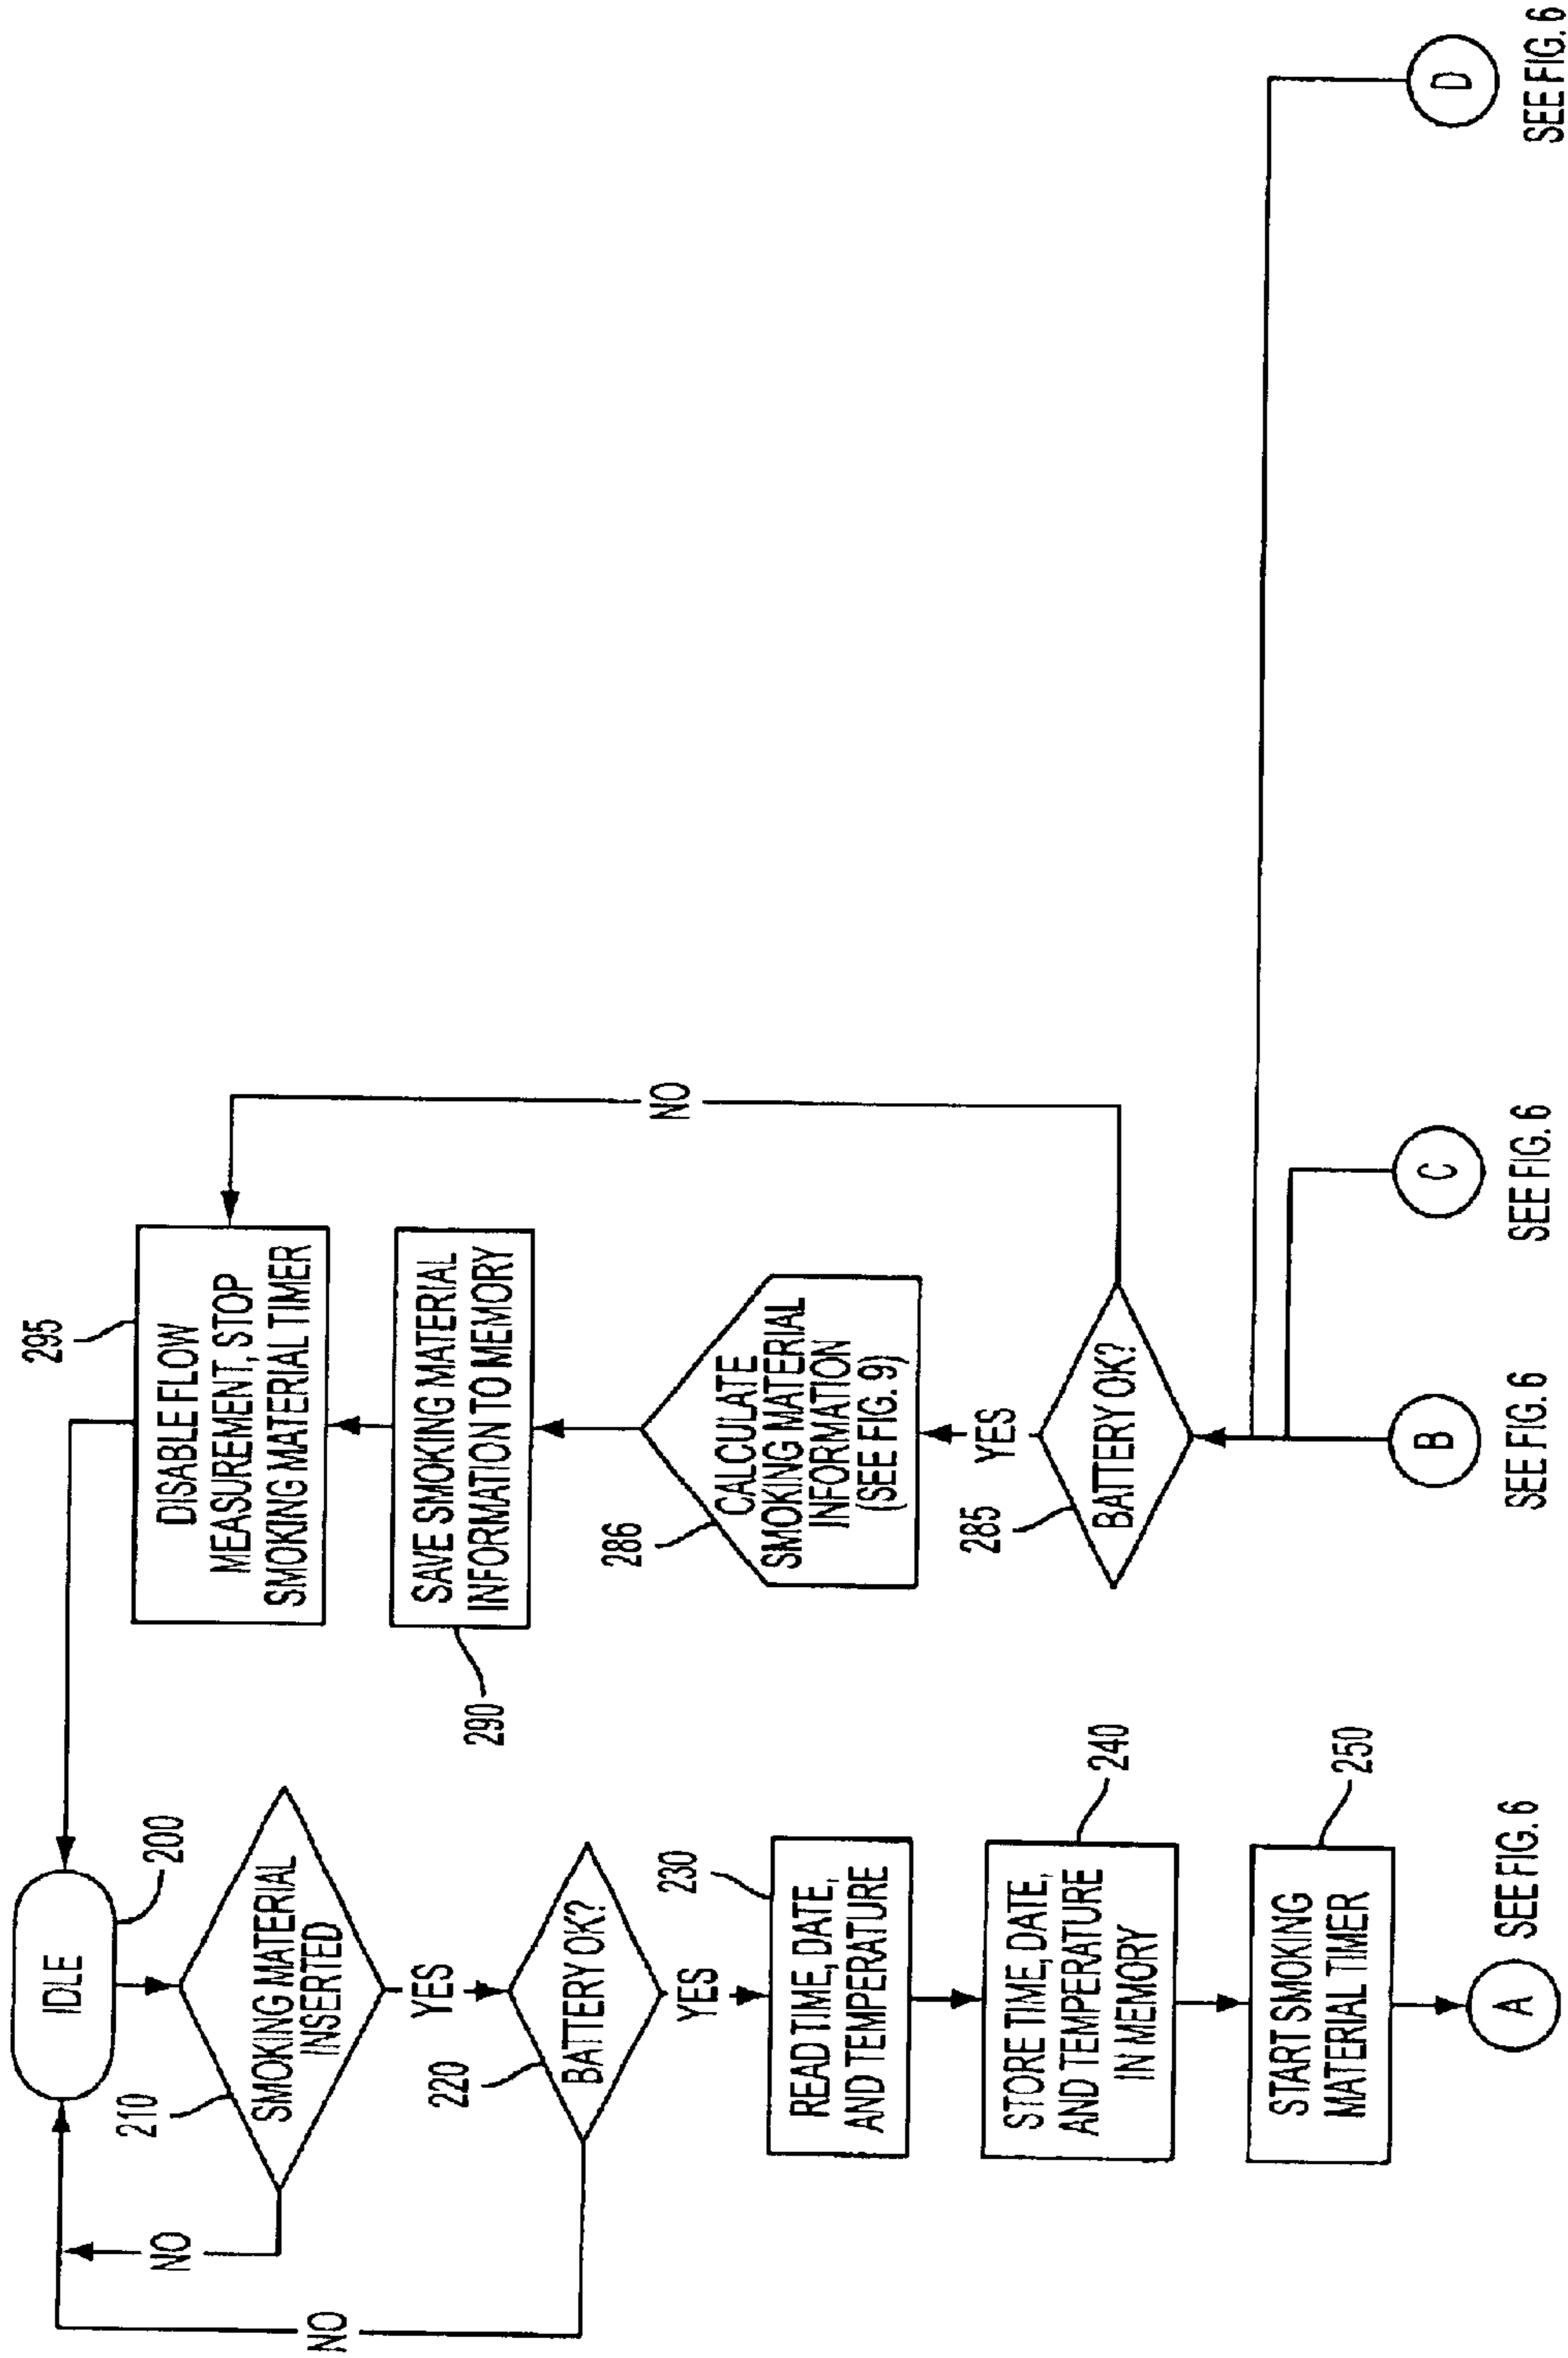 IDLE
200
210
SMOKING MATERIAL
INSERTED
NO
YES
220
BATTERY OK?
NO
YES
230
READ TIME, DATE,
AND TEMPERATURE
240
STORE TIME, DATE,
AND TEMPERATURE
IN MEMORY
250
START SMOKING
MATERIAL TIMER
A
SEE FIG. 6
295
DISABLE FLOW
MEASUREMENT, STOP
SMOKING MATERIAL TIMER
290
SAVE SMOKING MATERIAL
INFORMATION TO MEMORY
286
CALCULATE
SMOKING MATERIAL
INFORMATION
(SEE FIG. 9)
YES
NO
285
BATTERY OK?
B
SEE FIG. 6
C
SEE FIG. 6
D
SEE FIG. 6